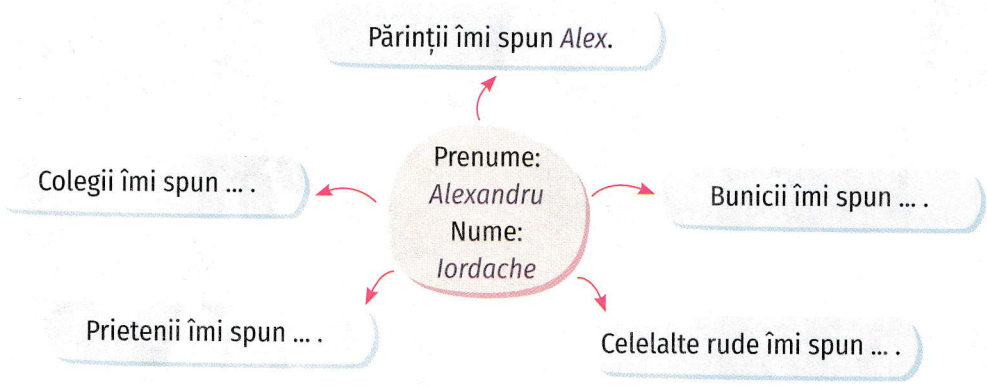 Părinții îmi spun Alex.
Colegii îmi spun ... .
Prenume:
Alexandru
Nume:
Iordache
Bunicii îmi spun ... .
Prietenii îmi spun ... .
Celelalte rude îmi spun ... .